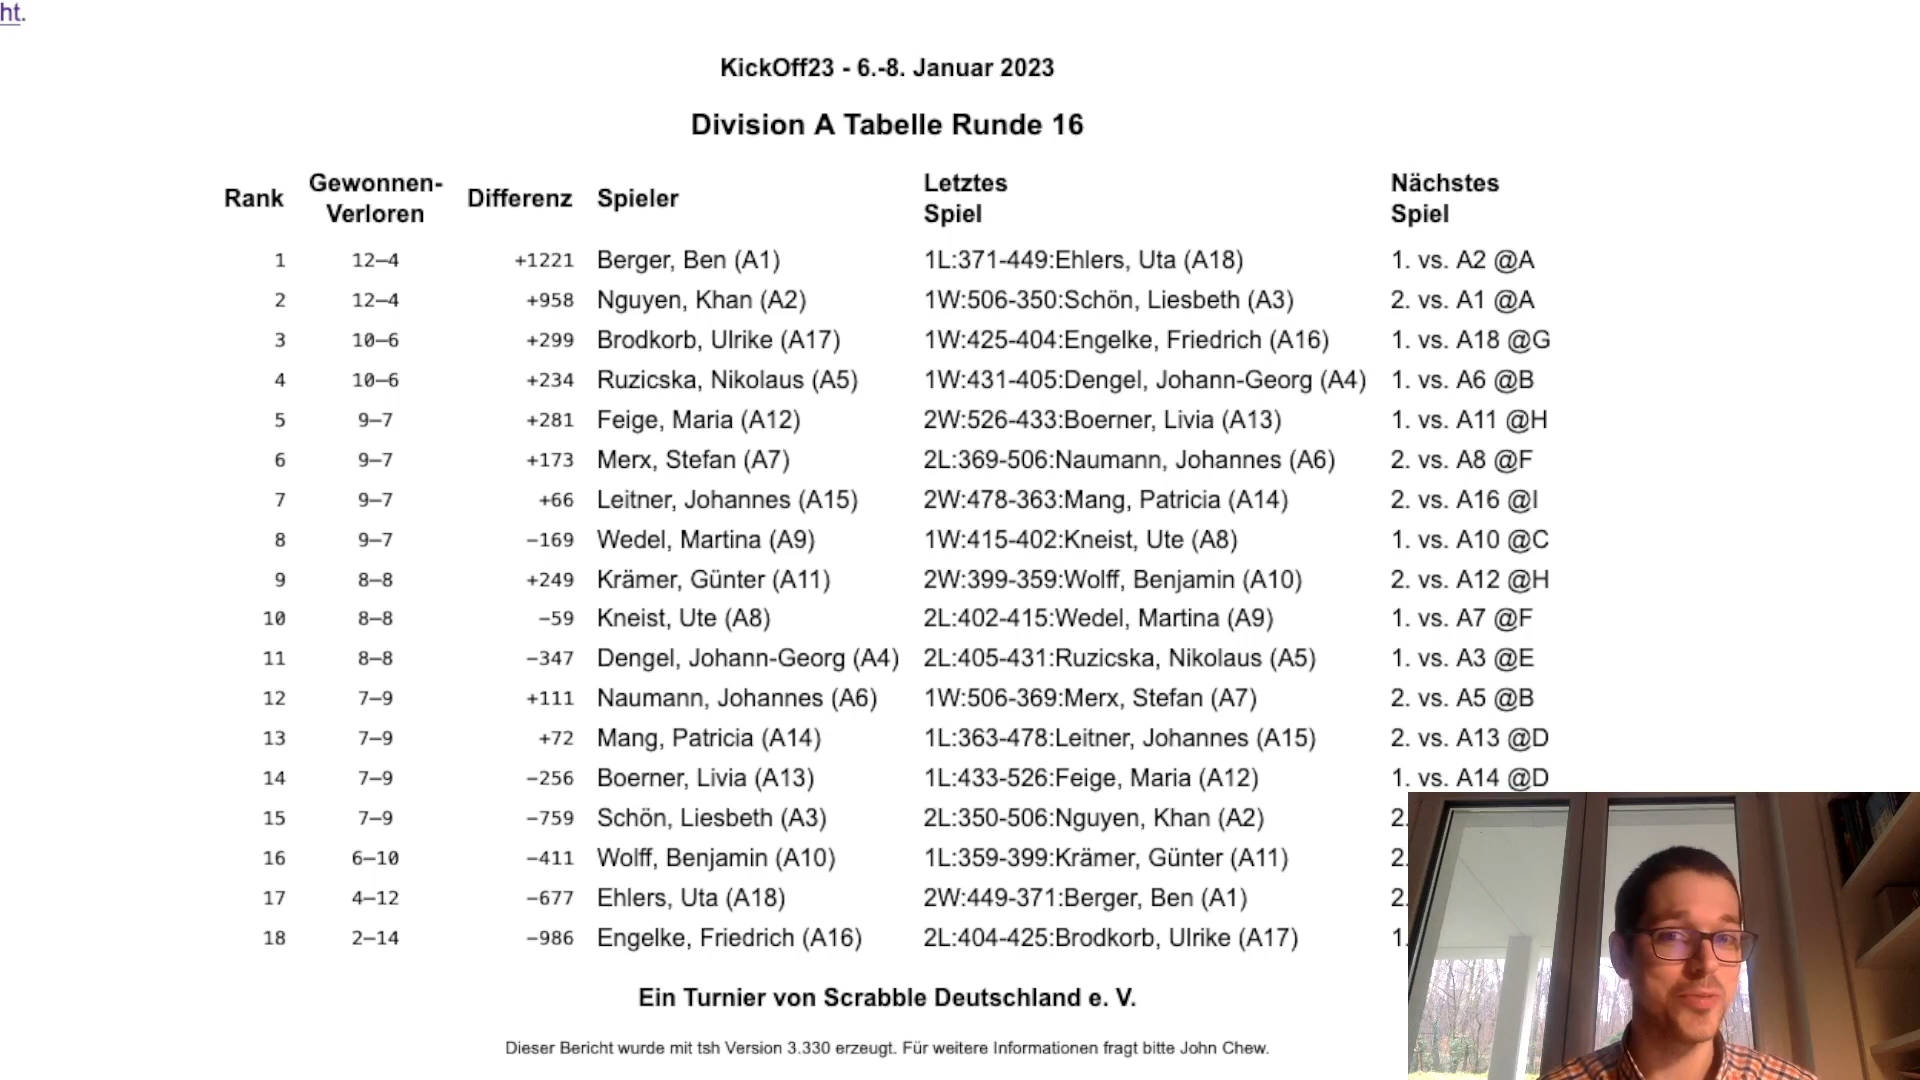 ht.
KickOff23 - 6.-8. Januar 2023
Division A Tabelle Runde 16
Rank Gewonnen-Verloren Differenz Spieler Letztes Spiel Nächstes Spiel
1 12–4 +1221 Berger, Ben (A1) 1L:371-449:Ehlers, Uta (A18) 1. vs. A2 @A
2 12–4 +958 Nguyen, Khan (A2) 1W:506-350:Schön, Liesbeth (A3) 2. vs. A1 @A
3 10–6 +299 Brodkorb, Ulrike (A17) 1W:425-404:Engelke, Friedrich (A16) 1. vs. A18 @G
4 10–6 +234 Ruzicska, Nikolaus (A5) 1W:431-405:Dengel, Johann-Georg (A4) 1. vs. A6 @B
5 9–7 +281 Feige, Maria (A12) 2W:526-433:Boerner, Livia (A13) 1. vs. A11 @H
6 9–7 +173 Merx, Stefan (A7) 2L:369-506:Naumann, Johannes (A6) 2. vs. A8 @F
7 9–7 +66 Leitner, Johannes (A15) 2W:478-363:Mang, Patricia (A14) 2. vs. A16 @I
8 9–7 −169 Wedel, Martina (A9) 1W:415-402:Kneist, Ute (A8) 1. vs. A10 @C
9 8–8 +249 Krämer, Günter (A11) 2W:399-359:Wolff, Benjamin (A10) 2. vs. A12 @H
10 8–8 −59 Kneist, Ute (A8) 2L:402-415:Wedel, Martina (A9) 1. vs. A7 @F
11 8–8 −347 Dengel, Johann-Georg (A4) 2L:405-431:Ruzicska, Nikolaus (A5) 1. vs. A3 @E
12 7–9 +111 Naumann, Johannes (A6) 1W:506-369:Merx, Stefan (A7) 2. vs. A5 @B
13 7–9 +72 Mang, Patricia (A14) 1L:363-478:Leitner, Johannes (A15) 2. vs. A13 @D
14 7–9 −256 Boerner, Livia (A13) 1L:433-526:Feige, Maria (A12) 1. vs. A14 @D
15 7–9 −759 Schön, Liesbeth (A3) 2L:350-506:Nguyen, Khan (A2) 2.
16 6–10 −411 Wolff, Benjamin (A10) 1L:359-399:Krämer, Günter (A11) 2.
17 4–12 −677 Ehlers, Uta (A18) 2W:449-371:Berger, Ben (A1) 2.
18 2–14 −986 Engelke, Friedrich (A16) 2L:404-425:Brodkorb, Ulrike (A17) 1.
Ein Turnier von Scrabble Deutschland e. V.
Dieser Bericht wurde mit tsh Version 3.330 erzeugt. Für weitere Informationen fragt bitte John Chew.